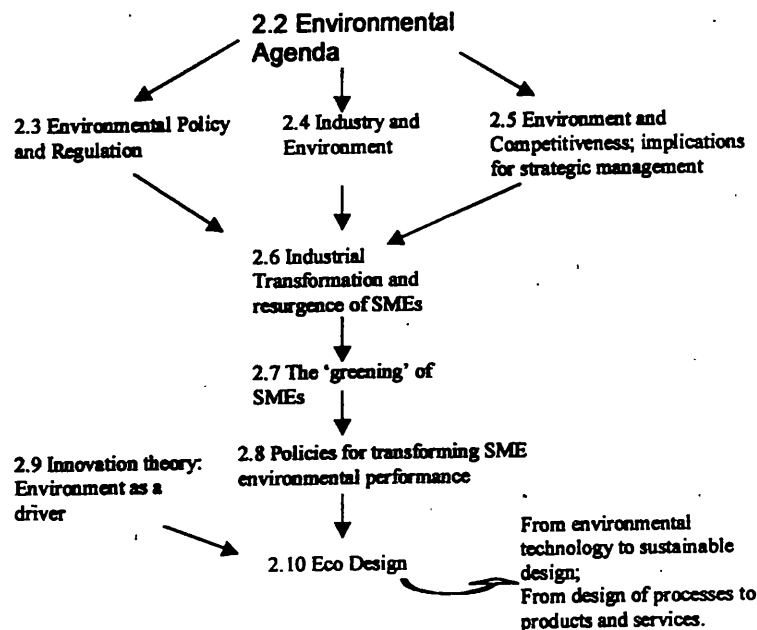 2.2 Environmental
Agenda
2.3 Environmental Policy
and Regulation
2.4 Industry and
Environment
2.5 Environment and
Competitiveness; implications
for strategic management
2.6 Industrial
Transformation and
resurgence of SMEs
2.7 The ‘greening’ of
SMEs
2.8 Policies for transforming SME
environmental performance
2.9 Innovation theory:
Environment as a
driver
2.10 Eco Design
From environmental
technology to sustainable
design;
From design of processes to
products and services.